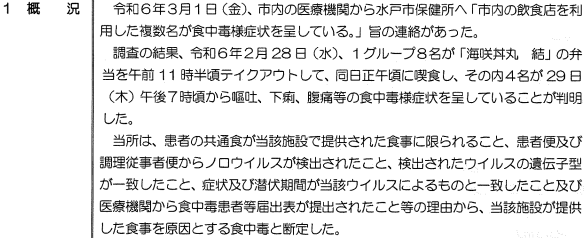 1 概 況
令和６年３月１日（金）、市内の医療機関から水戸市保健所へ「市内の飲食店を利
用した複数名が食中毒様症状を呈している。」旨の連絡があった。
調査の結果、令和６年２月２８日（水）、１グループ８名が「海咲丼丸 結」の弁
当を午前１１時半頃テイクアウトして、同日正午頃に喫食し、その内４名が２９日
（木）午後７時頃から嘔吐、下痢、腹痛等の食中毒様症状を呈していることが判明
した。
当所は、患者の共通食が当該施設で提供された食事に限られること、患者便及び
調理従事者便からノロウイルスが検出されたこと、検出されたウイルスの遺伝子型
が一致したこと、症状及び潜伏期間が当該ウイルスによるものと一致したこと及び
医療機関から食中毒患者等届出表が提出されたこと等の理由から、当該施設が提供
した食事を原因とする食中毒と断定した。